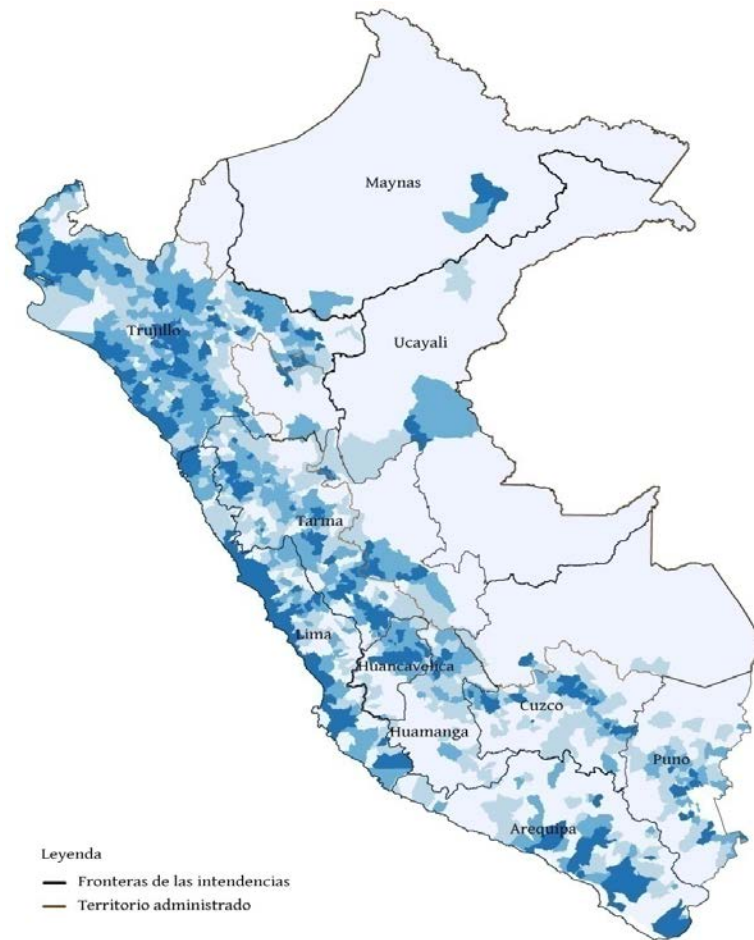 Maynas
Trujillo
Ucayali
Tarma
Lima
Huancavelica
Huamanga
Cuzco
Puno
Arequipa
Leyenda
Fronteras de las intendencias
Territorio administrado